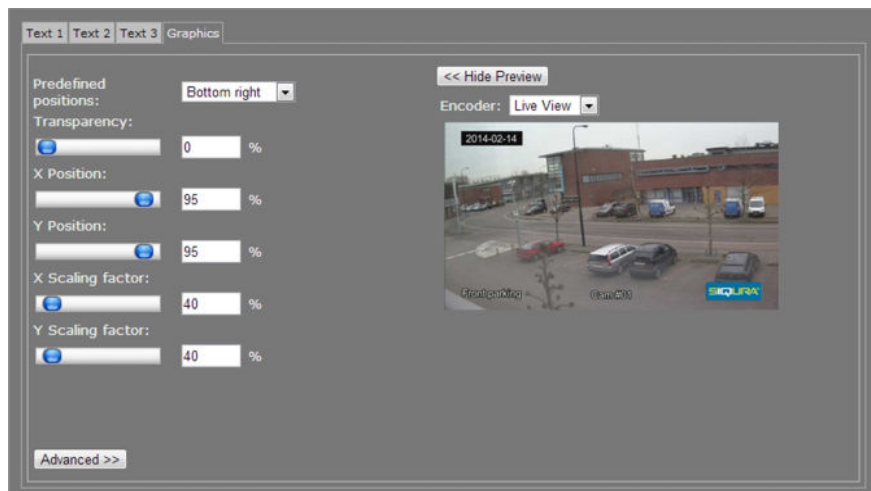 Text 1 Text 2 Text 3 Graphics
Predefined positions: Bottom right
Transparency:
0 %
X Position:
95 %
Y Position:
95 %
X Scaling factor:
40 %
Y Scaling factor:
40 %
Advanced >>
<< Hide Preview
Encoder: Live View
2014-02-14
Front parking
Cam #01
SIQURA